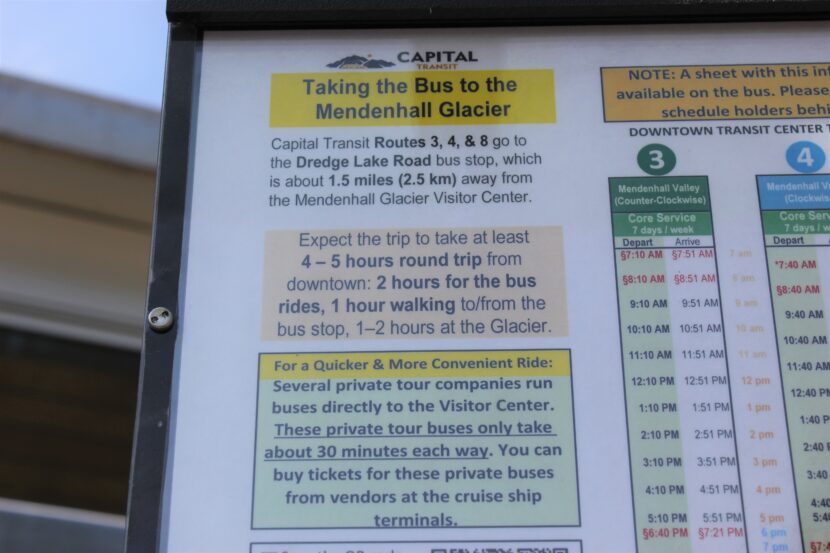 CAPITAL
TRANSIT
Taking the Bus to the
Mendenhall Glacier
Capital Transit Routes 3, 4, & 8 go to
the Dredge Lake Road bus stop, which
is about 1.5 miles (2.5 km) away from
the Mendenhall Glacier Visitor Center.
Expect the trip to take at least
4 – 5 hours round trip from
downtown: 2 hours for the bus
rides, 1 hour walking to/from the
bus stop, 1–2 hours at the Glacier.
For a Quicker & More Convenient Ride:
Several private tour companies run
buses directly to the Visitor Center.
These private tour buses only take
about 30 minutes each way. You can
buy tickets for these private buses
from vendors at the cruise ship
terminals.
NOTE: A sheet with this
available on the bus. Please
schedule holders
DOWNTOWN TRANSIT CENTER
3
Mendenhall Valley
(Counter-Clockwise)
Core Service
7 days / week
Depart Arrive
§7:10 AM §7:51 AM 7 am
§8:10 AM §8:51 AM 8 am
9:10 AM 9:51 AM 9 am
10:10 AM 10:51 AM 10 am
11:10 AM 11:51 AM 11 am
12:10 PM 12:51 PM 12 pm
1:10 PM 1:51 PM 1 pm
2:10 PM 2:51 PM 2 pm
3:10 PM 3:51 PM 3 pm
4:10 PM 4:51 PM 4 pm
5:10 PM 5:51 PM 5 pm
§6:40 PM §7:21 PM 6 pm
7 pm
4
Mendenhall
(Clockwis
Core
7 days /
Depart
*7:40 AM
§8:40 AM
9:40 AM
10:40 AM
11:40 AM
12:40 PM
1:40
2:40
3:40
4:40